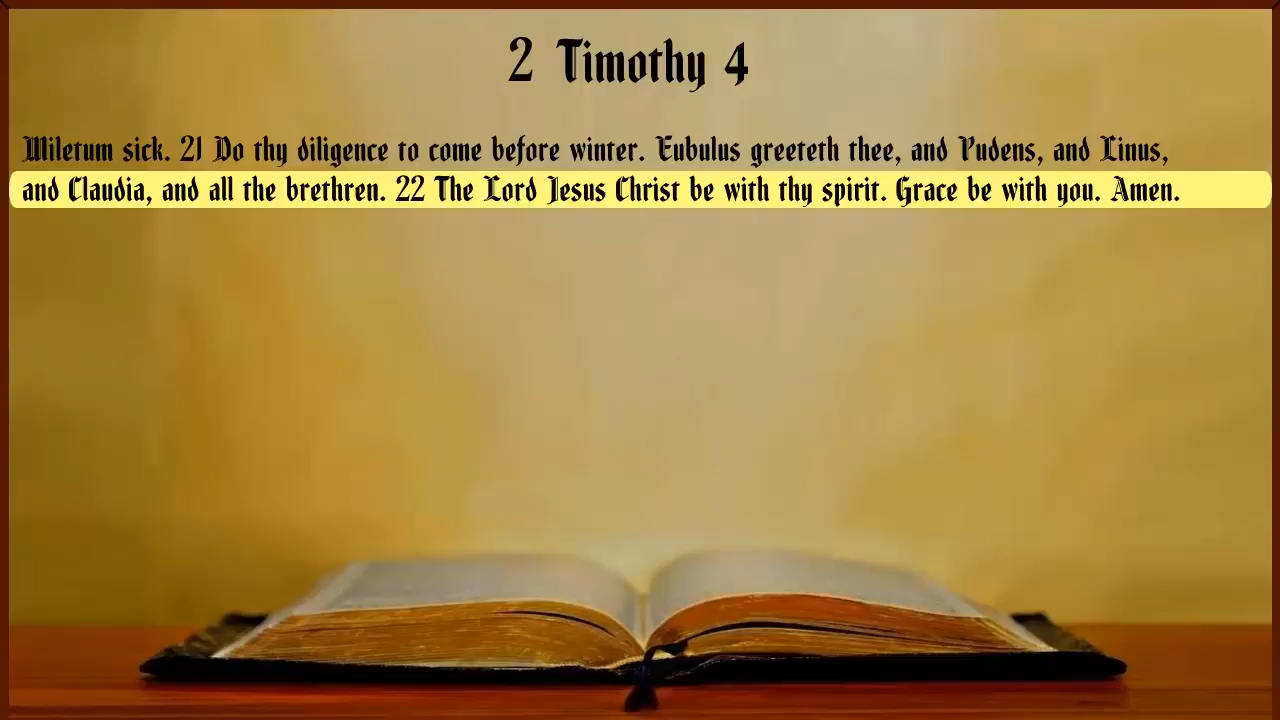 2 Timothy 4
Miletum sick. 21 Do thy diligence to come before winter. Eubulus greeteth thee, and Pudens, and Linus,
and Claudia, and all the brethren. 22 The Lord Jesus Christ be with thy spirit. Grace be with you. Amen.